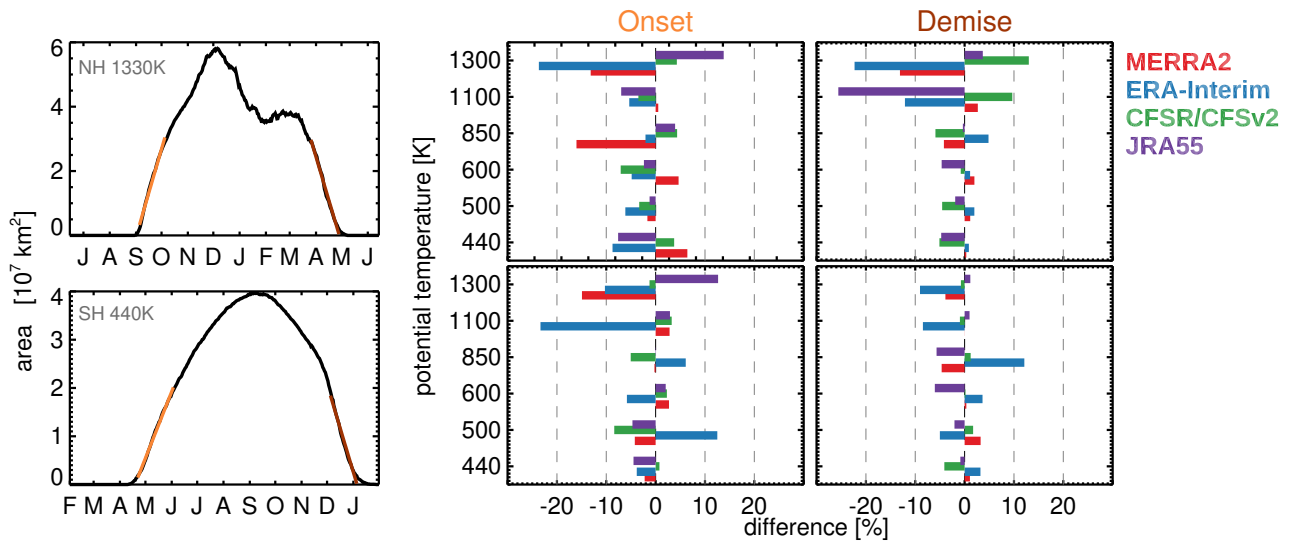 Onset
Demise
NH 1330K
6
4
2
0
J A S O N D J F M A M J
SH 440K
4
3
2
1
0
F M A M J J A S O N D J
area [10⁷ km²]
potential temperature [K]
1300
1100
850
600
500
440
1300
1100
850
600
500
440
-20 -10 0 10 20
-20 -10 0 10 20
difference [%]
MERRA2
ERA-Interim
CFSR/CFSv2
JRA55